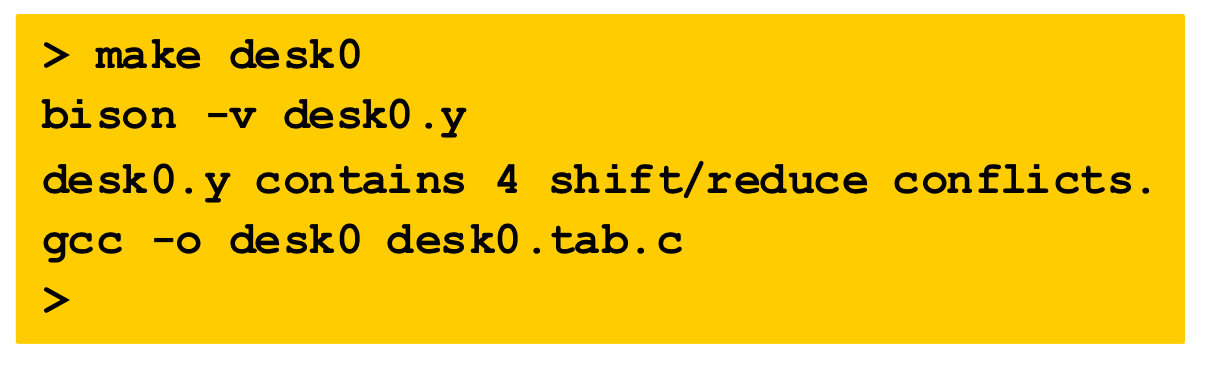 > make desk0
bison -v desk0.y
desk0.y contains 4 shift/reduce conflicts.
gcc -o desk0 desk0.tab.c
>